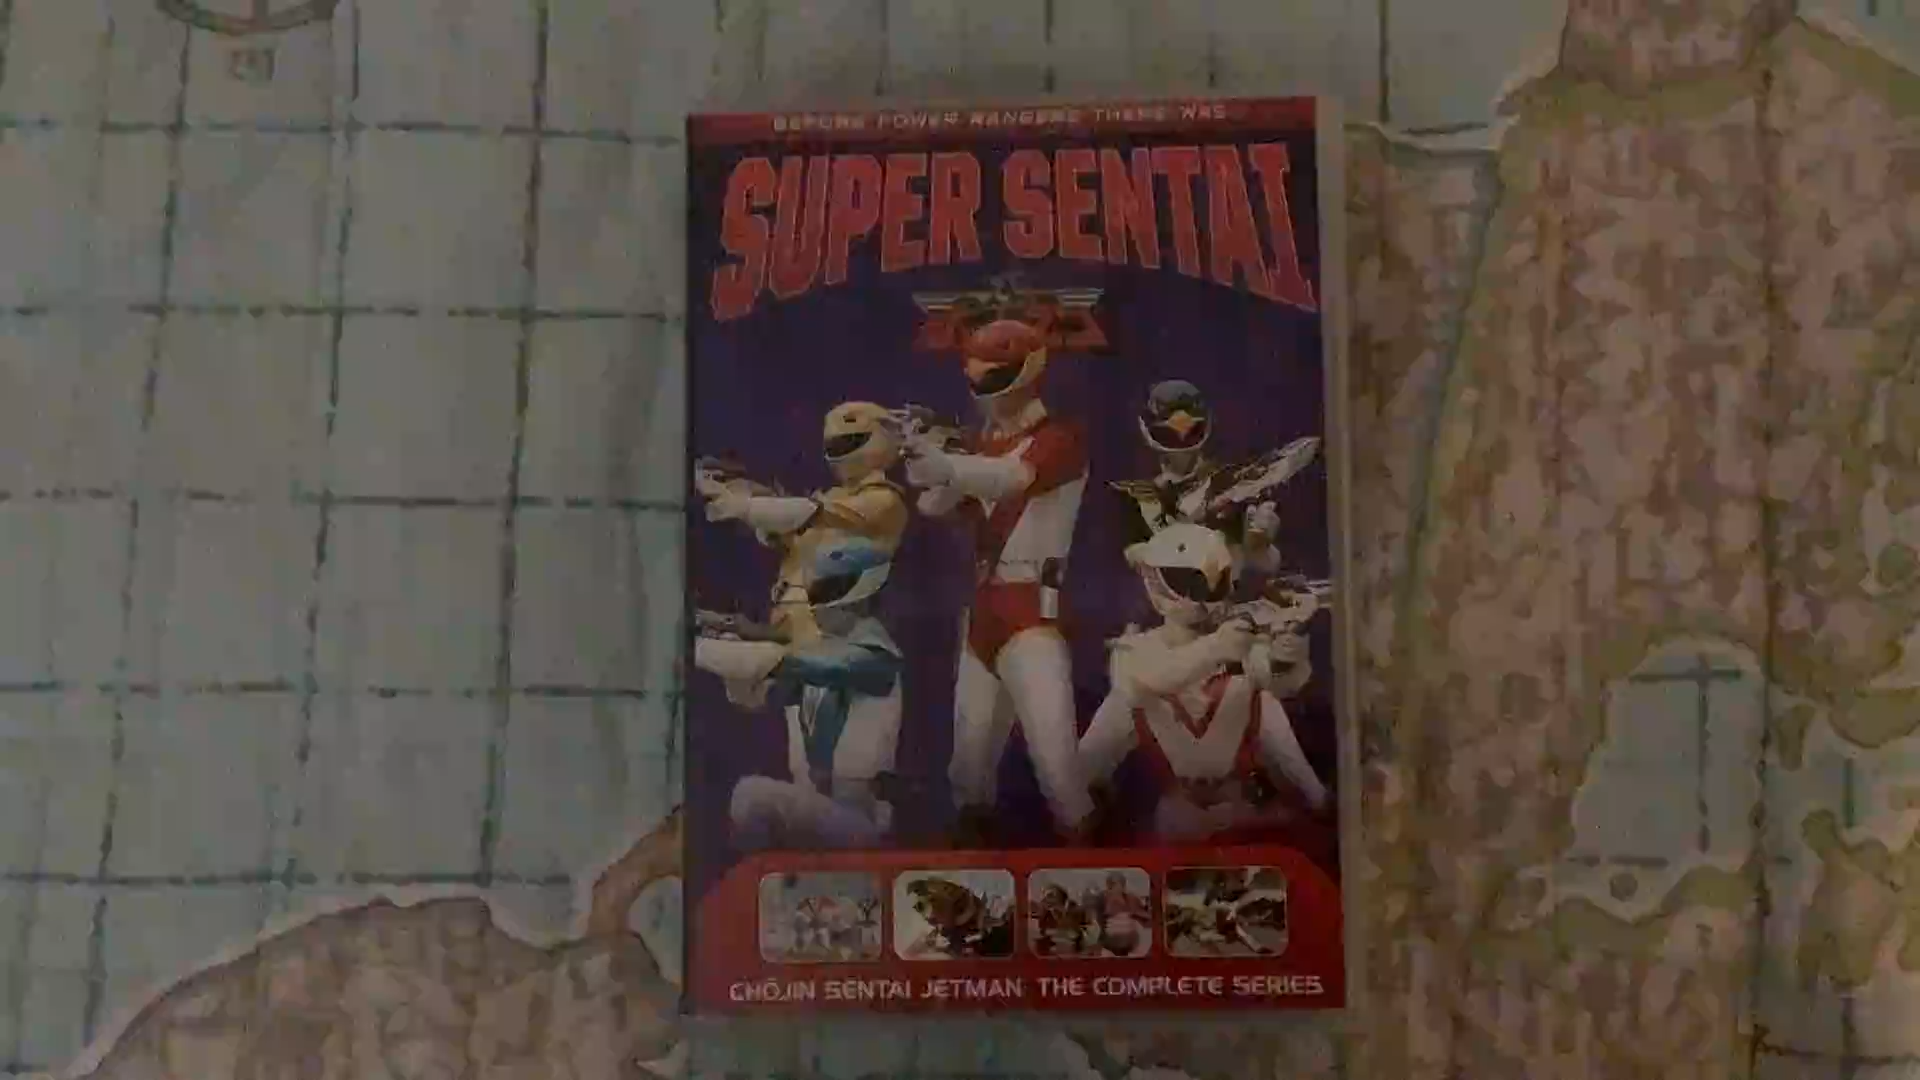 BEFORE POWER RANGERS THERE WAS
SUPER SENTAI
CHŌJIN SENTAI JETMAN: THE COMPLETE SERIES